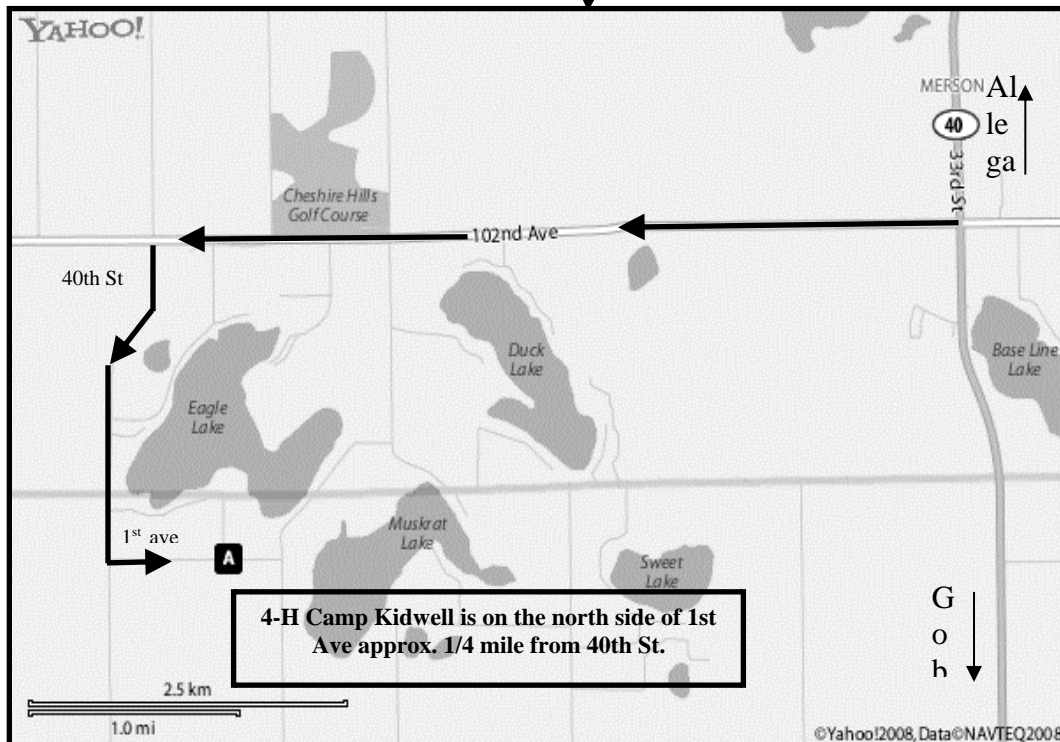 YAHOO!
MERSON
Al
le
ga
40
33rd St
Cheshire Hills
Golf Course
102nd Ave
40th St
Duck
Lake
Base Line
Lake
Eagle
Lake
1st ave
A
Muskrat
Lake
Sweet
Lake
G
o
b
4-H Camp Kidwell is on the north side of 1st
Ave approx. 1/4 mile from 40th St.
2.5 km
1.0 mi
©Yahoo!2008, Data©NAVTEQ2008